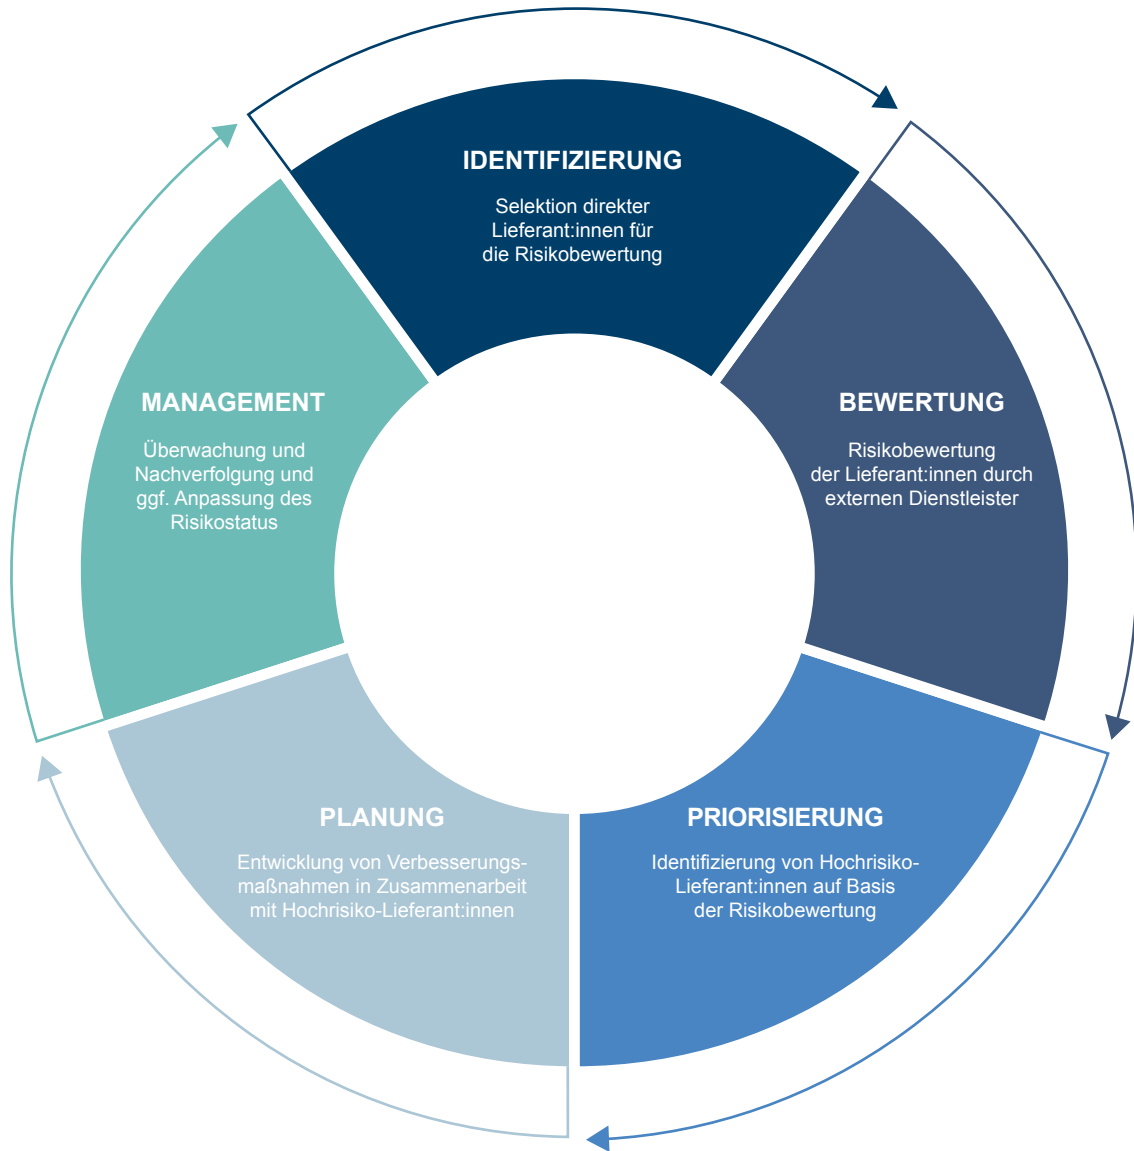 IDENTIFIZIERUNG
Selektion direkter
Lieferant:innen für
die Risikobewertung
BEWERTUNG
Risikobewertung
der Lieferant:innen durch
externen Dienstleister
PRIORISIERUNG
Identifizierung von Hochrisiko-
Lieferant:innen auf Basis
der Risikobewertung
PLANUNG
Entwicklung von Verbesserungs-
maßnahmen in Zusammenarbeit
mit Hochrisiko-Lieferant:innen
MANAGEMENT
Überwachung und
Nachverfolgung und
ggf. Anpassung des
Risikostatus